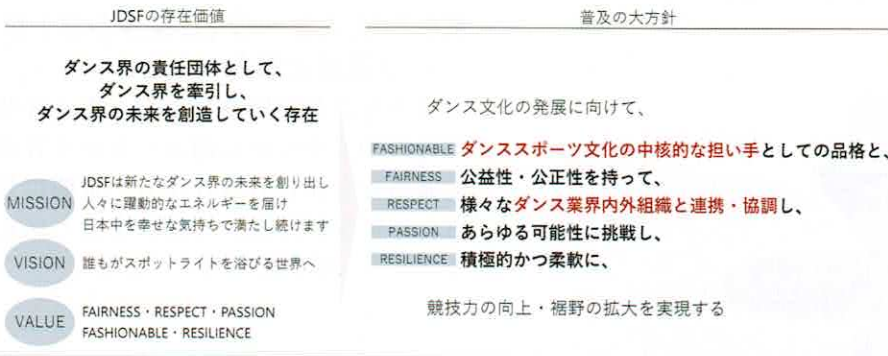 JDSFの存在価値
ダンス界の責任団体として、
ダンス界を牽引し、
ダンス界の未来を創造していく存在
MISSION
JDSFは新たなダンス界の未来を創り出し
人々に躍動的なエネルギーを届け
日本中を幸せな気持ちで満たし続けます
VISION
誰もがスポットライトを浴びる世界へ
VALUE
FAIRNESS・RESPECT・PASSION
FASHIONABLE・RESILIENCE
普及の大方針
ダンス文化の発展に向けて、
FASHIONABLE ダンススポーツ文化の中核的な担い手としての品格と、
FAIRNESS 公益性・公正性を持って、
RESPECT 様々なダンス業界内外組織と連携・協調し、
PASSION あらゆる可能性に挑戦し、
RESILIENCE 積極的かつ柔軟に、
競技力の向上・裾野の拡大を実現する